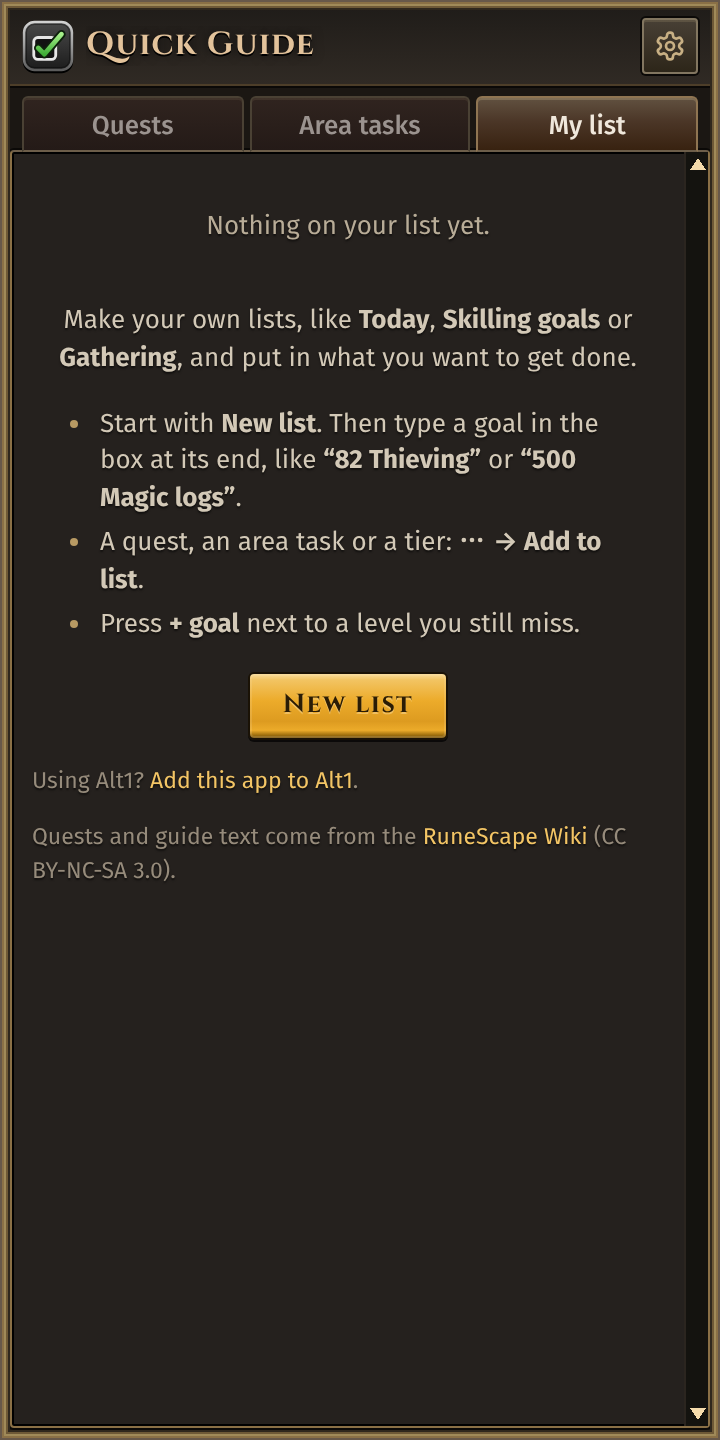 Quick Guide
Quests
Area tasks
My list
Nothing on your list yet.
Make your own lists, like Today, Skilling goals or
Gathering, and put in what you want to get done.
• Start with New list. Then type a goal in the
box at its end, like “82 Thieving” or “500
Magic logs”.
• A quest, an area task or a tier: ··· → Add to
list.
• Press + goal next to a level you still miss.
New list
Using Alt1? Add this app to Alt1.
Quests and guide text come from the RuneScape Wiki (CC
BY-NC-SA 3.0).